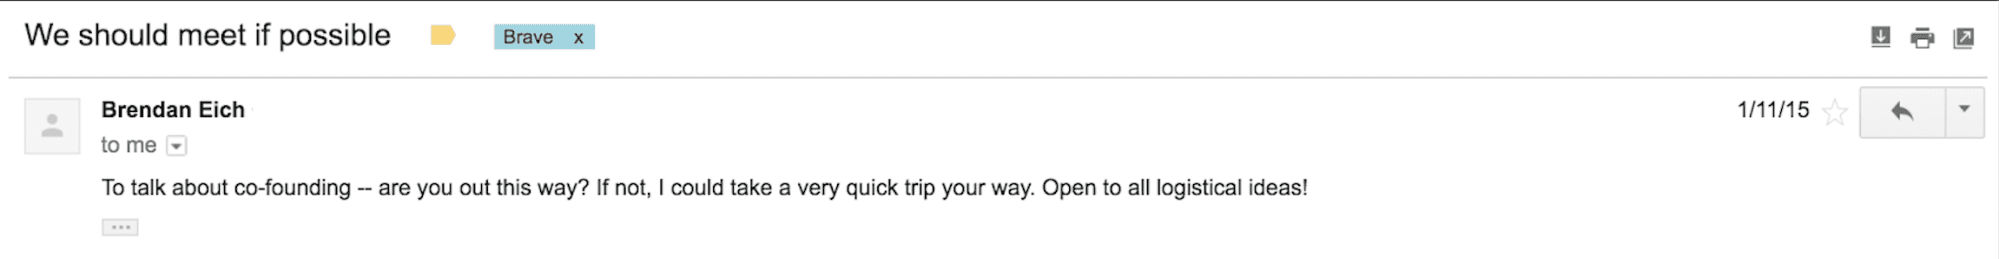 We should meet if possible
Brave x
Brendan Eich
1/11/15
to me
To talk about co-founding -- are you out this way? If not, I could take a very quick trip your way. Open to all logistical ideas!